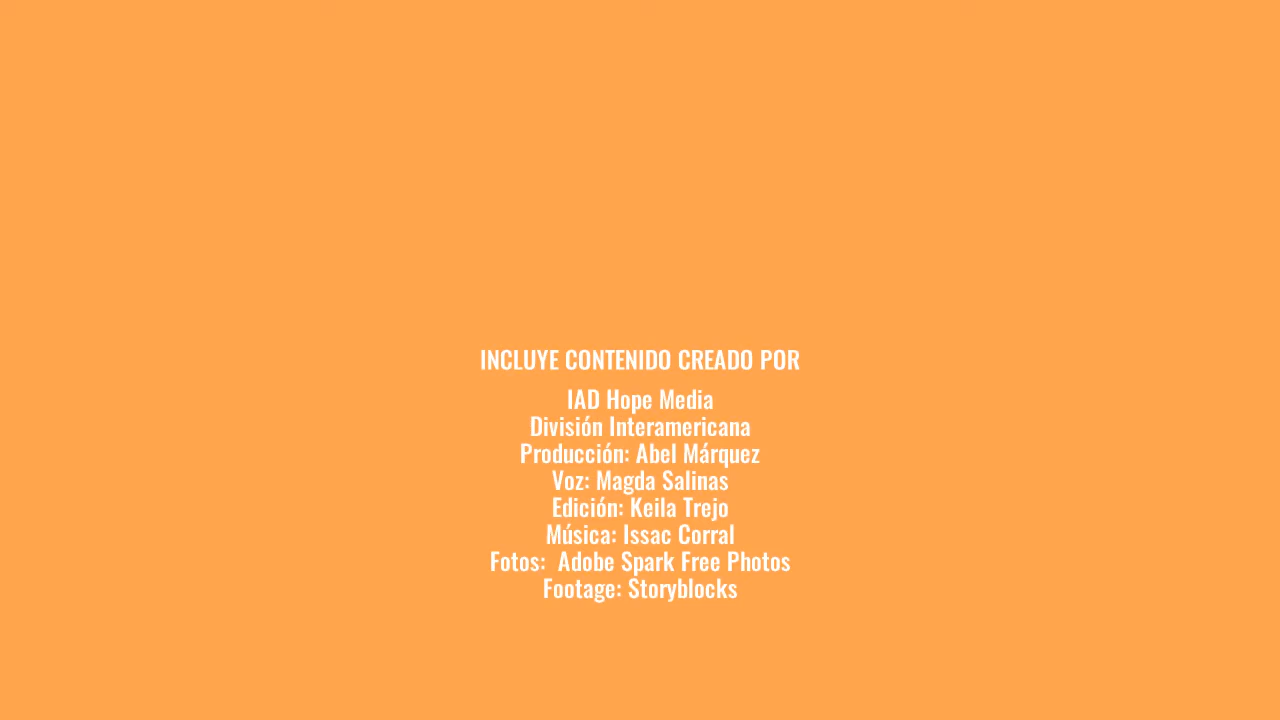 INCLUYE CONTENIDO CREADO POR
IAD Hope Media
División Interamericana
Producción: Abel Márquez
Voz: Magda Salinas
Edición: Keila Trejo
Música: Issac Corral
Fotos:  Adobe Spark Free Photos
Footage: Storyblocks